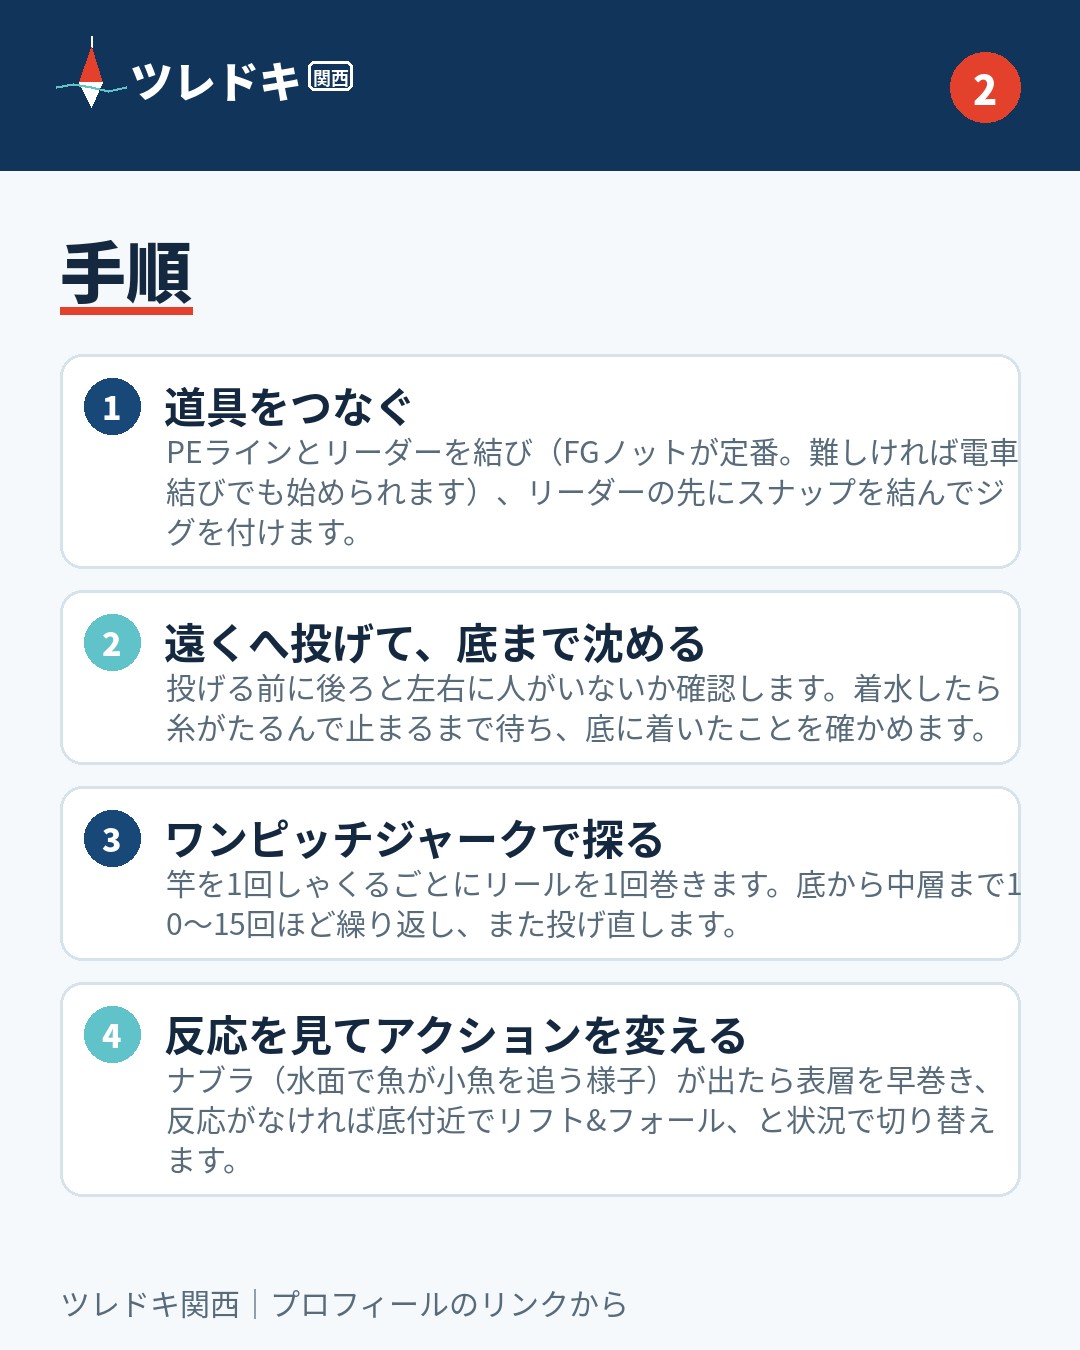 ツレドキ 関西
2
手順
1 道具をつなぐ
PEラインとリーダーを結び（FGノットが定番。難しければ電車
結びでも始められます）、リーダーの先にスナップを結んでジ
グを付けます。
2 遠くへ投げて、底まで沈める
投げる前に後ろと左右に人がいないか確認します。着水したら
糸がたるんで止まるまで待ち、底に着いたことを確かめます。
3 ワンピッチジャークで探る
竿を1回しゃくるごとにリールを1回巻きます。底から中層まで1
0〜15回ほど繰り返し、また投げ直します。
4 反応を見てアクションを変える
ナブラ（水面で魚が小魚を追う様子）が出たら表層を早巻き、
反応がなければ底付近でリフト&フォール、と状況で切り替え
ます。
ツレドキ関西｜プロフィールのリンクから